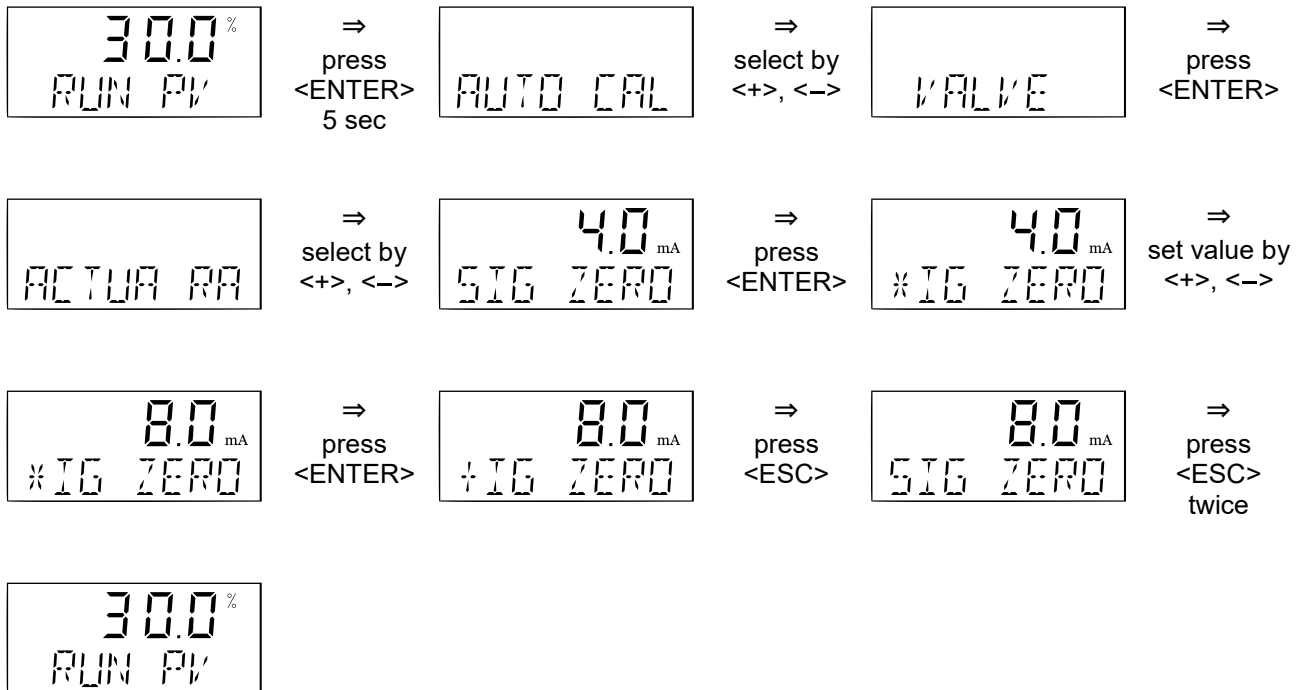 30.0 %
RUN PV
⇒
press
<ENTER>
5 sec
AUTO CAL
⇒
select by
<+>, <–>
VALVE
⇒
press
<ENTER>
ACTUA RA
⇒
select by
<+>, <–>
4.0 mA
SIG ZERO
⇒
press
<ENTER>
4.0 mA
*IG ZERO
⇒
set value by
<+>, <–>
8.0 mA
*IG ZERO
⇒
press
<ENTER>
8.0 mA
+IG ZERO
⇒
press
<ESC>
8.0 mA
SIG ZERO
⇒
press
<ESC>
twice
30.0 %
RUN PV